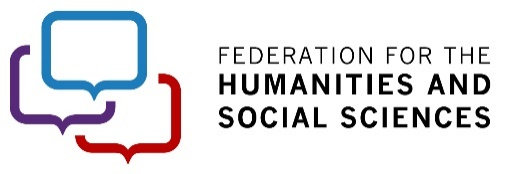 FEDERATION FOR THE
HUMANITIES AND
SOCIAL SCIENCES